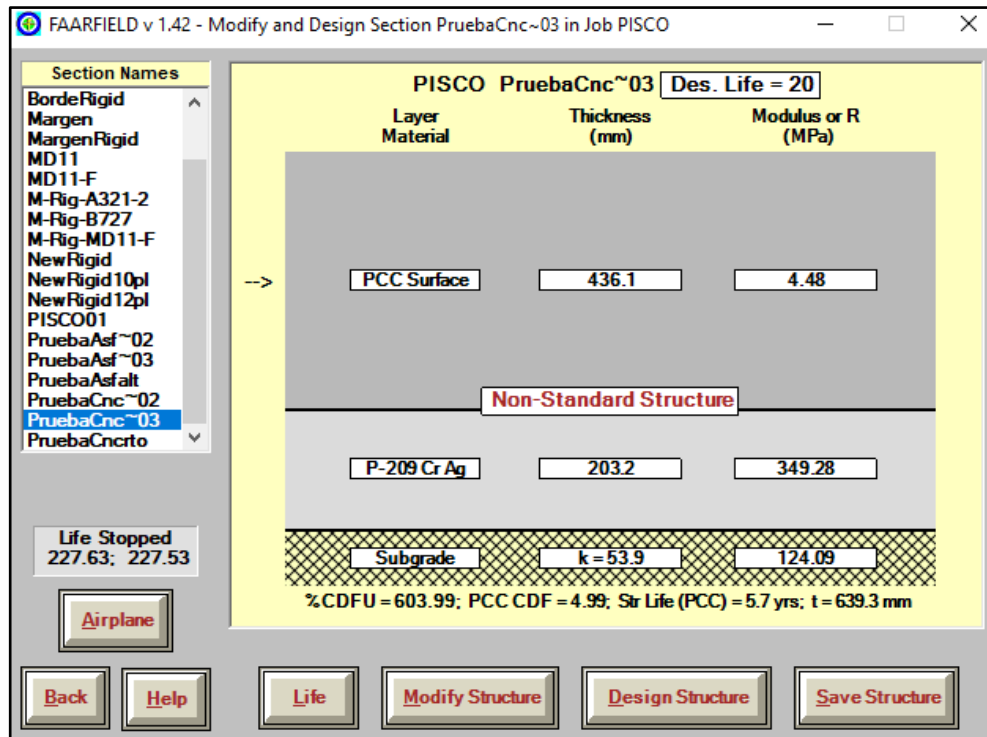 FAARFIELD v 1.42 - Modify and Design Section PruebaCnc~03 in Job PISCO
Section Names
BordeRigid
Margen
MargenRigid
MD11
MD11-F
M-Rig-A321-2
M-Rig-B727
M-Rig-MD11-F
NewRigid
NewRigid10pl
NewRigid12pl
PISCO01
PruebaAsf~02
PruebaAsf~03
PruebaAsfalt
PruebaCnc~02
PruebaCnc~03
PruebaCncrto
Life Stopped
227.63; 227.53
Airplane
Back Help
PISCO PruebaCnc~03 Des. Life = 20
Layer Material Thickness (mm) Modulus or R (MPa)
--> PCC Surface 436.1 4.48
Non-Standard Structure
P-209 Cr Ag 203.2 349.28
Subgrade k = 53.9 124.09
%CDFU = 603.99; PCC CDF = 4.99; Str Life (PCC) = 5.7 yrs; t = 639.3 mm
Life Modify Structure Design Structure Save Structure